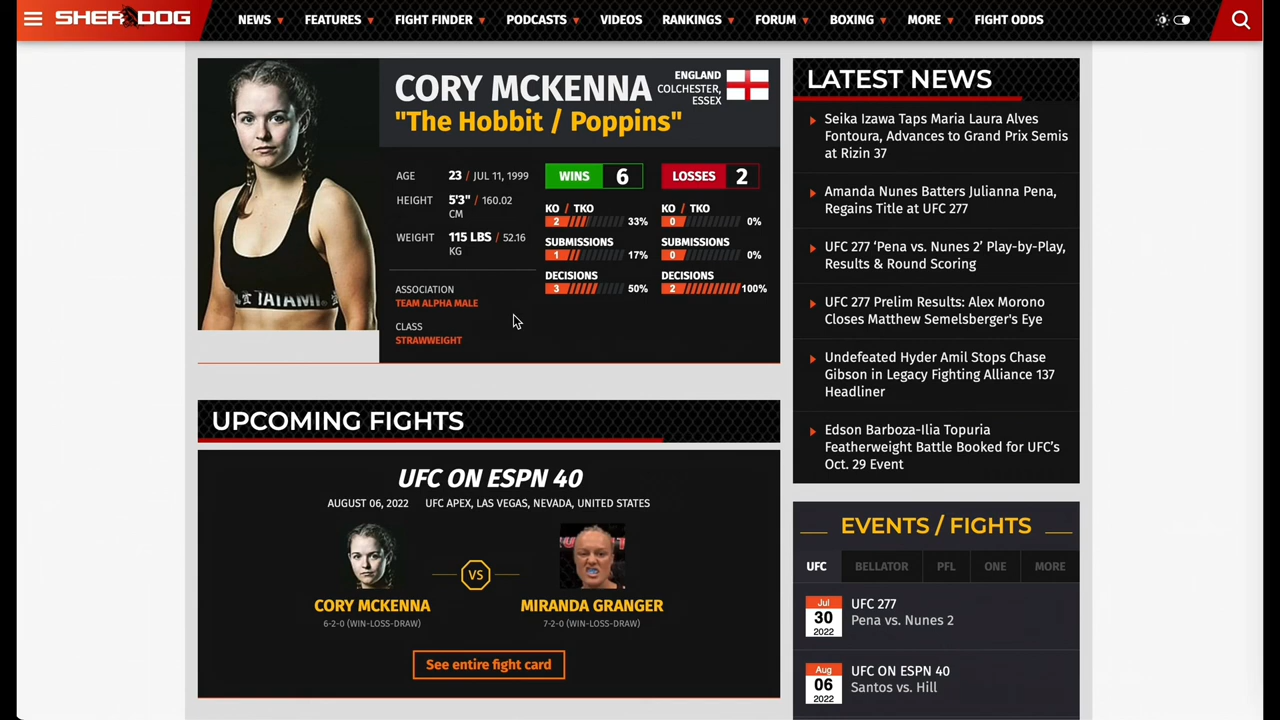 SHERDOG
NEWS
FEATURES
FIGHT FINDER
PODCASTS
VIDEOS
RANKINGS
FORUM
BOXING
MORE
FIGHT ODDS
CORY MCKENNA
"The Hobbit / Poppins"
ENGLAND
COLCHESTER,
ESSEX
AGE 23 / JUL 11, 1999
HEIGHT 5'3" / 160.02
CM
WEIGHT 115 LBS / 52.16
KG
ASSOCIATION
TEAM ALPHA MALE
CLASS
STRAWWEIGHT
WINS 6
KO / TKO
2 33%
SUBMISSIONS
1 17%
DECISIONS
3 50%
LOSSES 2
KO / TKO
0 0%
SUBMISSIONS
0 0%
DECISIONS
2 100%
TATAMI
UPCOMING FIGHTS
UFC ON ESPN 40
AUGUST 06, 2022 UFC APEX, LAS VEGAS, NEVADA, UNITED STATES
VS
CORY MCKENNA
6-2-0 (WIN-LOSS-DRAW)
MIRANDA GRANGER
7-2-0 (WIN-LOSS-DRAW)
See entire fight card
LATEST NEWS
Seika Izawa Taps Maria Laura Alves
Fontoura, Advances to Grand Prix Semis
at Rizin 37
Amanda Nunes Batters Julianna Pena,
Regains Title at UFC 277
UFC 277 ‘Pena vs. Nunes 2’ Play-by-Play,
Results & Round Scoring
UFC 277 Prelim Results: Alex Morono
Closes Matthew Semelsberger's Eye
Undefeated Hyder Amil Stops Chase
Gibson in Legacy Fighting Alliance 137
Headliner
Edson Barboza-Ilia Topuria
Featherweight Battle Booked for UFC’s
Oct. 29 Event
EVENTS / FIGHTS
UFC
BELLATOR
PFL
ONE
MORE
Jul
30
2022
UFC 277
Pena vs. Nunes 2
Aug
06
2022
UFC ON ESPN 40
Santos vs. Hill